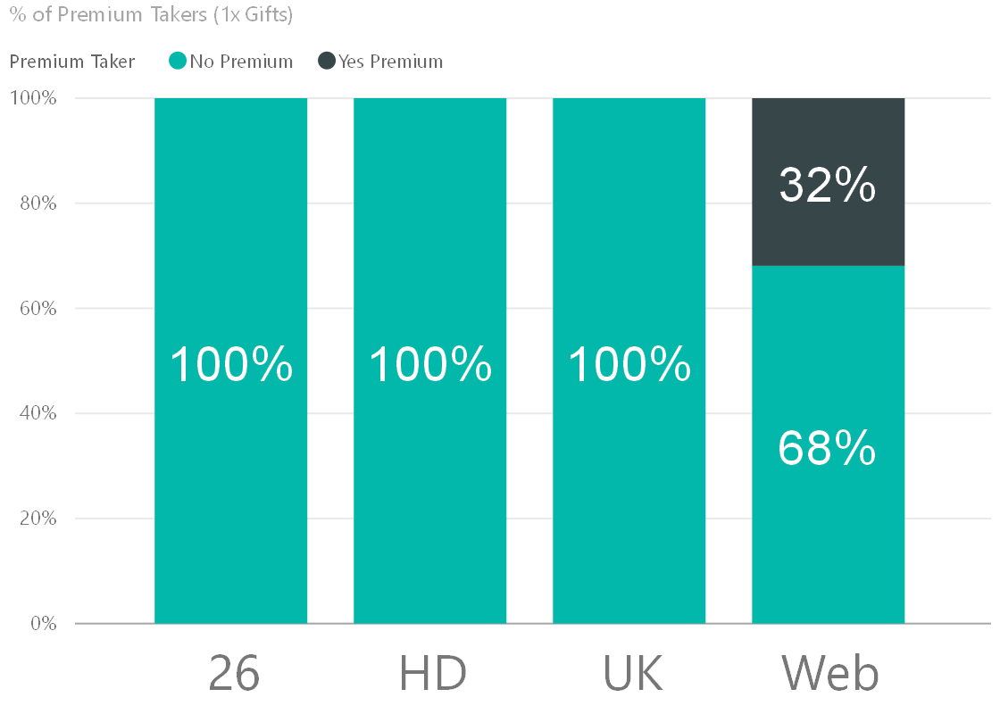 % of Premium Takers (1x Gifts)
Premium Taker No Premium Yes Premium
100%
80%
60%
40%
20%
0%
100% 100% 100% 32%
68%
26 HD UK Web